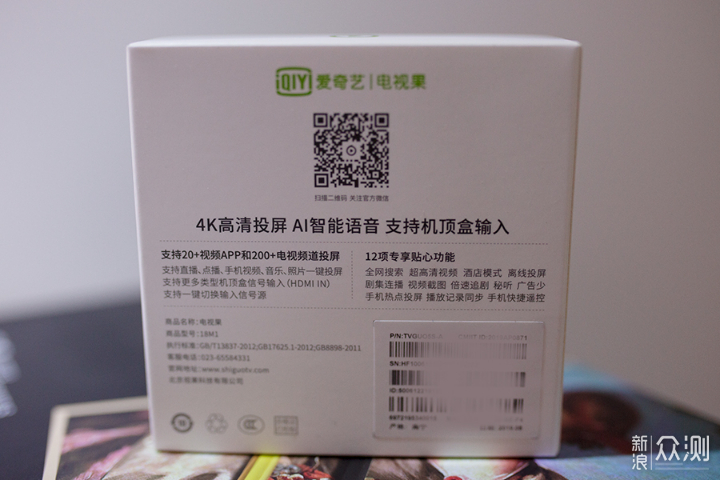 iQIYI 爱奇艺 | 电视果
扫描二维码 关注官方微信
4K高清投屏 AI智能语音 支持机顶盒输入
支持20+视频APP和200+电视频道投屏
支持直播、点播、手机视频、音乐、照片一键投屏
支持更多类型机顶盒信号输入(HDMI IN)
支持一键切换输入信号源
12项专享贴心功能
全网搜索 超高清视频 酒店模式 离线投屏
剧集连播 视频截图 倍速追剧 秘听 广告少
手机热点投屏 播放记录同步 手机快捷遥控
商品名称:电视果
商品型号:18M1
执行标准:GB/T13837-2012;GB17625.1-2012;GB8898-2011
客服电话:023-65584331
官网地址:www.shiguotv.com
北京视果科技有限公司
P/N:
SN:
ID:
产地:
新浪 众测